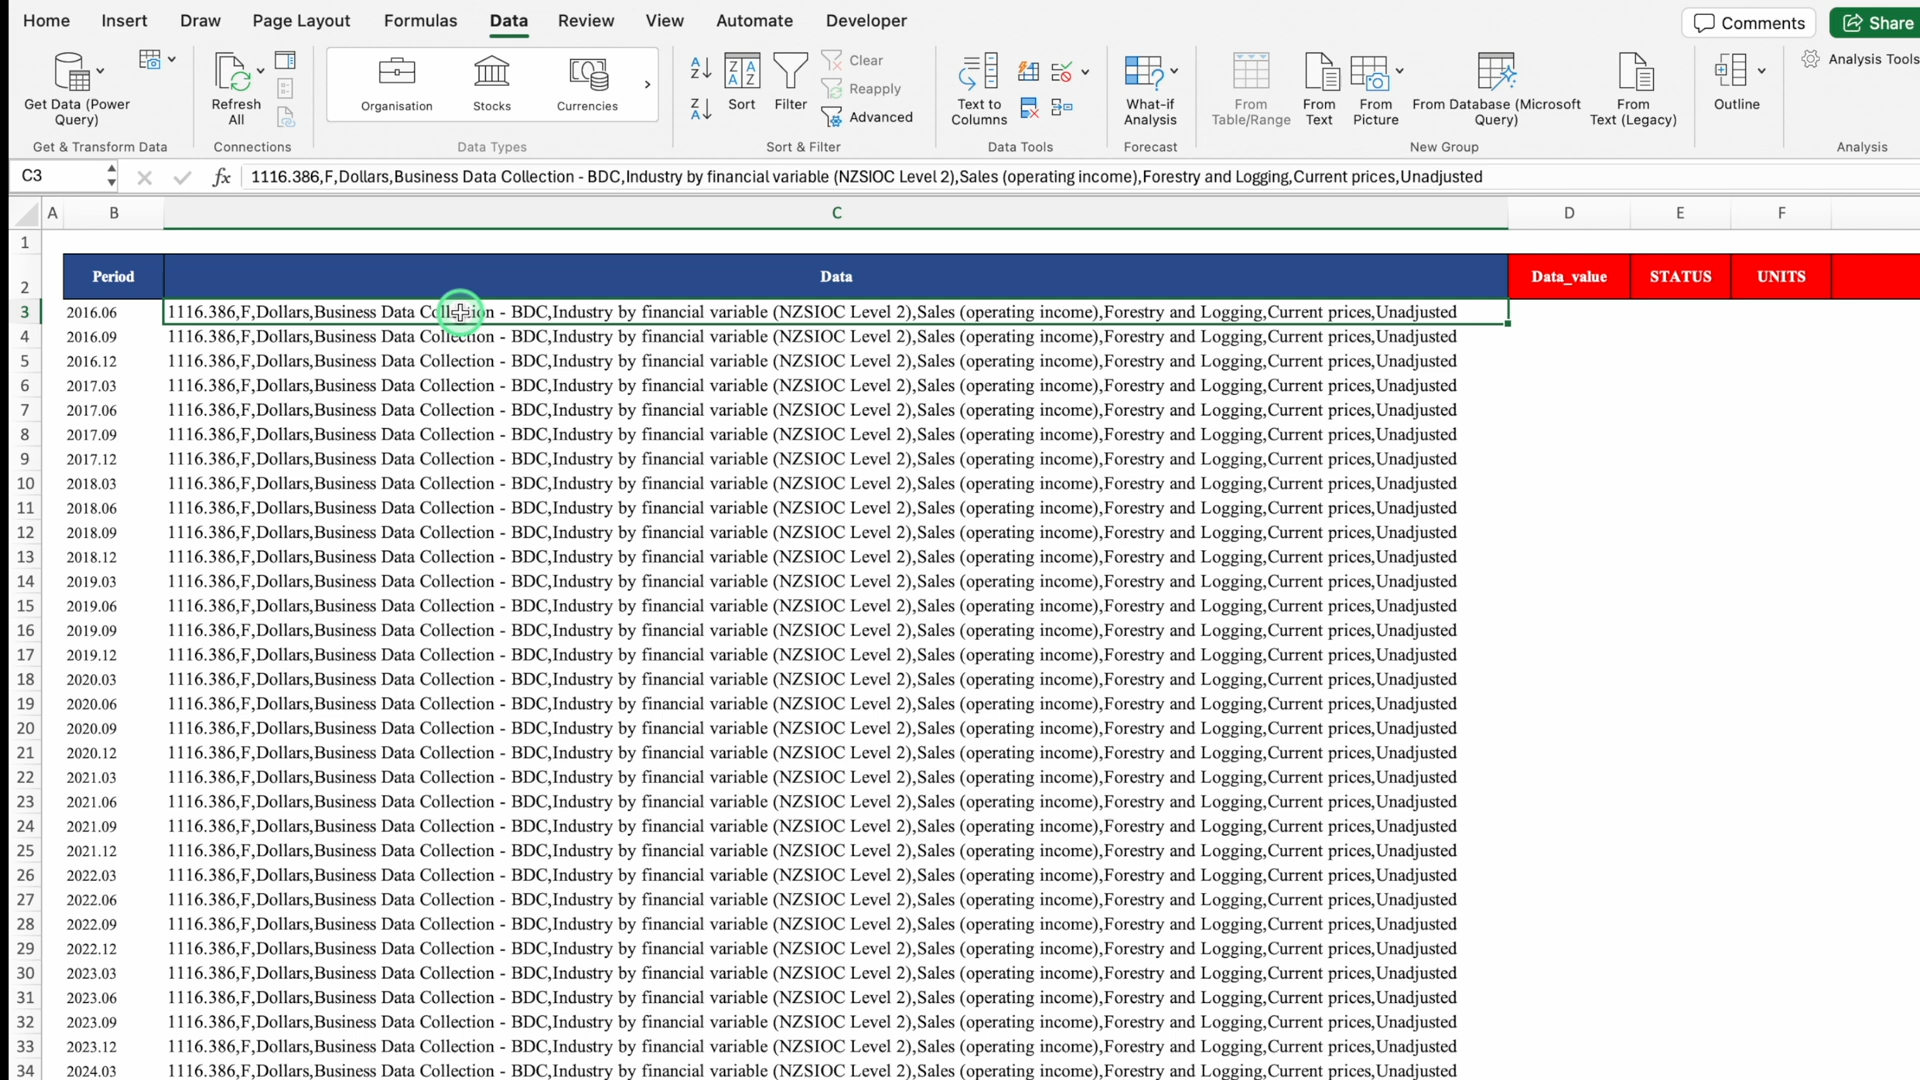 Home Insert Draw Page Layout Formulas Data Review View Automate Developer Comments Share
Get Data (Power Query)
Refresh All
Organisation Stocks Currencies
Sort Filter
Clear
Reapply
Advanced
Text to Columns
What-if Analysis
From Table/Range
From Text
From Picture
From Database (Microsoft Query)
From Text (Legacy)
Outline
Analysis Tools
Get & Transform Data Connections Data Types Sort & Filter Data Tools Forecast New Group Analysis
C3 fx 1116.386,F,Dollars,Business Data Collection - BDC,Industry by financial variable (NZSIOC Level 2),Sales (operating income),Forestry and Logging,Current prices,Unadjusted
A B C D E F
1
2 Period Data Data_value STATUS UNITS
3 2016.06 1116.386,F,Dollars,Business Data Collection - BDC,Industry by financial variable (NZSIOC Level 2),Sales (operating income),Forestry and Logging,Current prices,Unadjusted
4 2016.09 1116.386,F,Dollars,Business Data Collection - BDC,Industry by financial variable (NZSIOC Level 2),Sales (operating income),Forestry and Logging,Current prices,Unadjusted
5 2016.12 1116.386,F,Dollars,Business Data Collection - BDC,Industry by financial variable (NZSIOC Level 2),Sales (operating income),Forestry and Logging,Current prices,Unadjusted
6 2017.03 1116.386,F,Dollars,Business Data Collection - BDC,Industry by financial variable (NZSIOC Level 2),Sales (operating income),Forestry and Logging,Current prices,Unadjusted
7 2017.06 1116.386,F,Dollars,Business Data Collection - BDC,Industry by financial variable (NZSIOC Level 2),Sales (operating income),Forestry and Logging,Current prices,Unadjusted
8 2017.09 1116.386,F,Dollars,Business Data Collection - BDC,Industry by financial variable (NZSIOC Level 2),Sales (operating income),Forestry and Logging,Current prices,Unadjusted
9 2017.12 1116.386,F,Dollars,Business Data Collection - BDC,Industry by financial variable (NZSIOC Level 2),Sales (operating income),Forestry and Logging,Current prices,Unadjusted
10 2018.03 1116.386,F,Dollars,Business Data Collection - BDC,Industry by financial variable (NZSIOC Level 2),Sales (operating income),Forestry and Logging,Current prices,Unadjusted
11 2018.06 1116.386,F,Dollars,Business Data Collection - BDC,Industry by financial variable (NZSIOC Level 2),Sales (operating income),Forestry and Logging,Current prices,Unadjusted
12 2018.09 1116.386,F,Dollars,Business Data Collection - BDC,Industry by financial variable (NZSIOC Level 2),Sales (operating income),Forestry and Logging,Current prices,Unadjusted
13 2018.12 1116.386,F,Dollars,Business Data Collection - BDC,Industry by financial variable (NZSIOC Level 2),Sales (operating income),Forestry and Logging,Current prices,Unadjusted
14 2019.03 1116.386,F,Dollars,Business Data Collection - BDC,Industry by financial variable (NZSIOC Level 2),Sales (operating income),Forestry and Logging,Current prices,Unadjusted
15 2019.06 1116.386,F,Dollars,Business Data Collection - BDC,Industry by financial variable (NZSIOC Level 2),Sales (operating income),Forestry and Logging,Current prices,Unadjusted
16 2019.09 1116.386,F,Dollars,Business Data Collection - BDC,Industry by financial variable (NZSIOC Level 2),Sales (operating income),Forestry and Logging,Current prices,Unadjusted
17 2019.12 1116.386,F,Dollars,Business Data Collection - BDC,Industry by financial variable (NZSIOC Level 2),Sales (operating income),Forestry and Logging,Current prices,Unadjusted
18 2020.03 1116.386,F,Dollars,Business Data Collection - BDC,Industry by financial variable (NZSIOC Level 2),Sales (operating income),Forestry and Logging,Current prices,Unadjusted
19 2020.06 1116.386,F,Dollars,Business Data Collection - BDC,Industry by financial variable (NZSIOC Level 2),Sales (operating income),Forestry and Logging,Current prices,Unadjusted
20 2020.09 1116.386,F,Dollars,Business Data Collection - BDC,Industry by financial variable (NZSIOC Level 2),Sales (operating income),Forestry and Logging,Current prices,Unadjusted
21 2020.12 1116.386,F,Dollars,Business Data Collection - BDC,Industry by financial variable (NZSIOC Level 2),Sales (operating income),Forestry and Logging,Current prices,Unadjusted
22 2021.03 1116.386,F,Dollars,Business Data Collection - BDC,Industry by financial variable (NZSIOC Level 2),Sales (operating income),Forestry and Logging,Current prices,Unadjusted
23 2021.06 1116.386,F,Dollars,Business Data Collection - BDC,Industry by financial variable (NZSIOC Level 2),Sales (operating income),Forestry and Logging,Current prices,Unadjusted
24 2021.09 1116.386,F,Dollars,Business Data Collection - BDC,Industry by financial variable (NZSIOC Level 2),Sales (operating income),Forestry and Logging,Current prices,Unadjusted
25 2021.12 1116.386,F,Dollars,Business Data Collection - BDC,Industry by financial variable (NZSIOC Level 2),Sales (operating income),Forestry and Logging,Current prices,Unadjusted
26 2022.03 1116.386,F,Dollars,Business Data Collection - BDC,Industry by financial variable (NZSIOC Level 2),Sales (operating income),Forestry and Logging,Current prices,Unadjusted
27 2022.06 1116.386,F,Dollars,Business Data Collection - BDC,Industry by financial variable (NZSIOC Level 2),Sales (operating income),Forestry and Logging,Current prices,Unadjusted
28 2022.09 1116.386,F,Dollars,Business Data Collection - BDC,Industry by financial variable (NZSIOC Level 2),Sales (operating income),Forestry and Logging,Current prices,Unadjusted
29 2022.12 1116.386,F,Dollars,Business Data Collection - BDC,Industry by financial variable (NZSIOC Level 2),Sales (operating income),Forestry and Logging,Current prices,Unadjusted
30 2023.03 1116.386,F,Dollars,Business Data Collection - BDC,Industry by financial variable (NZSIOC Level 2),Sales (operating income),Forestry and Logging,Current prices,Unadjusted
31 2023.06 1116.386,F,Dollars,Business Data Collection - BDC,Industry by financial variable (NZSIOC Level 2),Sales (operating income),Forestry and Logging,Current prices,Unadjusted
32 2023.09 1116.386,F,Dollars,Business Data Collection - BDC,Industry by financial variable (NZSIOC Level 2),Sales (operating income),Forestry and Logging,Current prices,Unadjusted
33 2023.12 1116.386,F,Dollars,Business Data Collection - BDC,Industry by financial variable (NZSIOC Level 2),Sales (operating income),Forestry and Logging,Current prices,Unadjusted
34 2024.03 1116.386,F,Dollars,Business Data Collection - BDC,Industry by financial variable (NZSIOC Level 2),Sales (operating income),Forestry and Logging,Current prices,Unadjusted